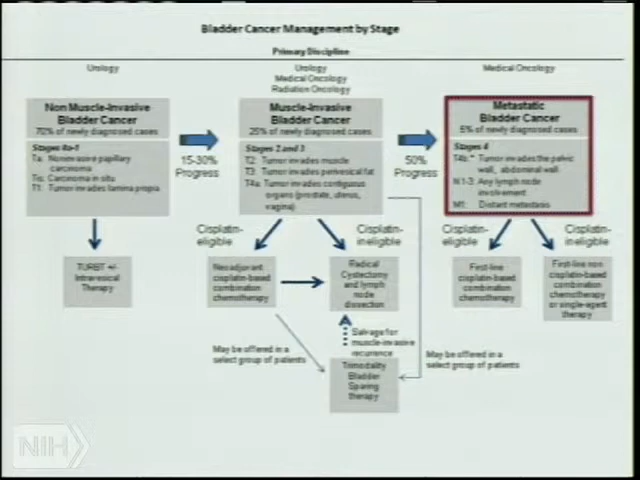 Bladder Cancer Management by Stage
Primary Discipline
Urology
Urology
Medical Oncology
Radiation Oncology
Medical Oncology
Non Muscle-Invasive
Bladder Cancer
70% of newly diagnosed cases
Stages 0a-1
Ta: Noninvasive papillary
carcinoma
Tis: Carcinoma in situ
T1: Tumor invades lamina propria
15-30%
Progress
Muscle-Invasive
Bladder Cancer
25% of newly diagnosed cases
Stages 2 and 3
T2: Tumor invades muscle
T3: Tumor invades perivesical fat
T4a: Tumor invades contiguous
organs (prostate, uterus,
vagina)
50%
Progress
Metastatic
Bladder Cancer
5% of newly diagnosed cases
Stages 4
T4b: Tumor invades the pelvic
wall, abdominal wall.
N1-3: Any lymph node
involvement
M1: Distant metastasis
TURBT +/-
Intravesical
Therapy
Cisplatin-
eligible
Cisplatin-
ineligible
Neoadjuvant
cisplatin-based
combination
chemotherapy
Radical
Cystectomy
and lymph
node
dissection
Cisplatin-
eligible
Cisplatin-
ineligible
First-line
cisplatin-based
combination
chemotherapy
First-line non
cisplatin-based
combination
chemotherapy
or single-agent
therapy
Salvage for
muscle-invasive
recurrence
May be offered in a
select group of patients
May be offered in a
select group of patients
Trimodality
Bladder
Sparing
therapy
NIH